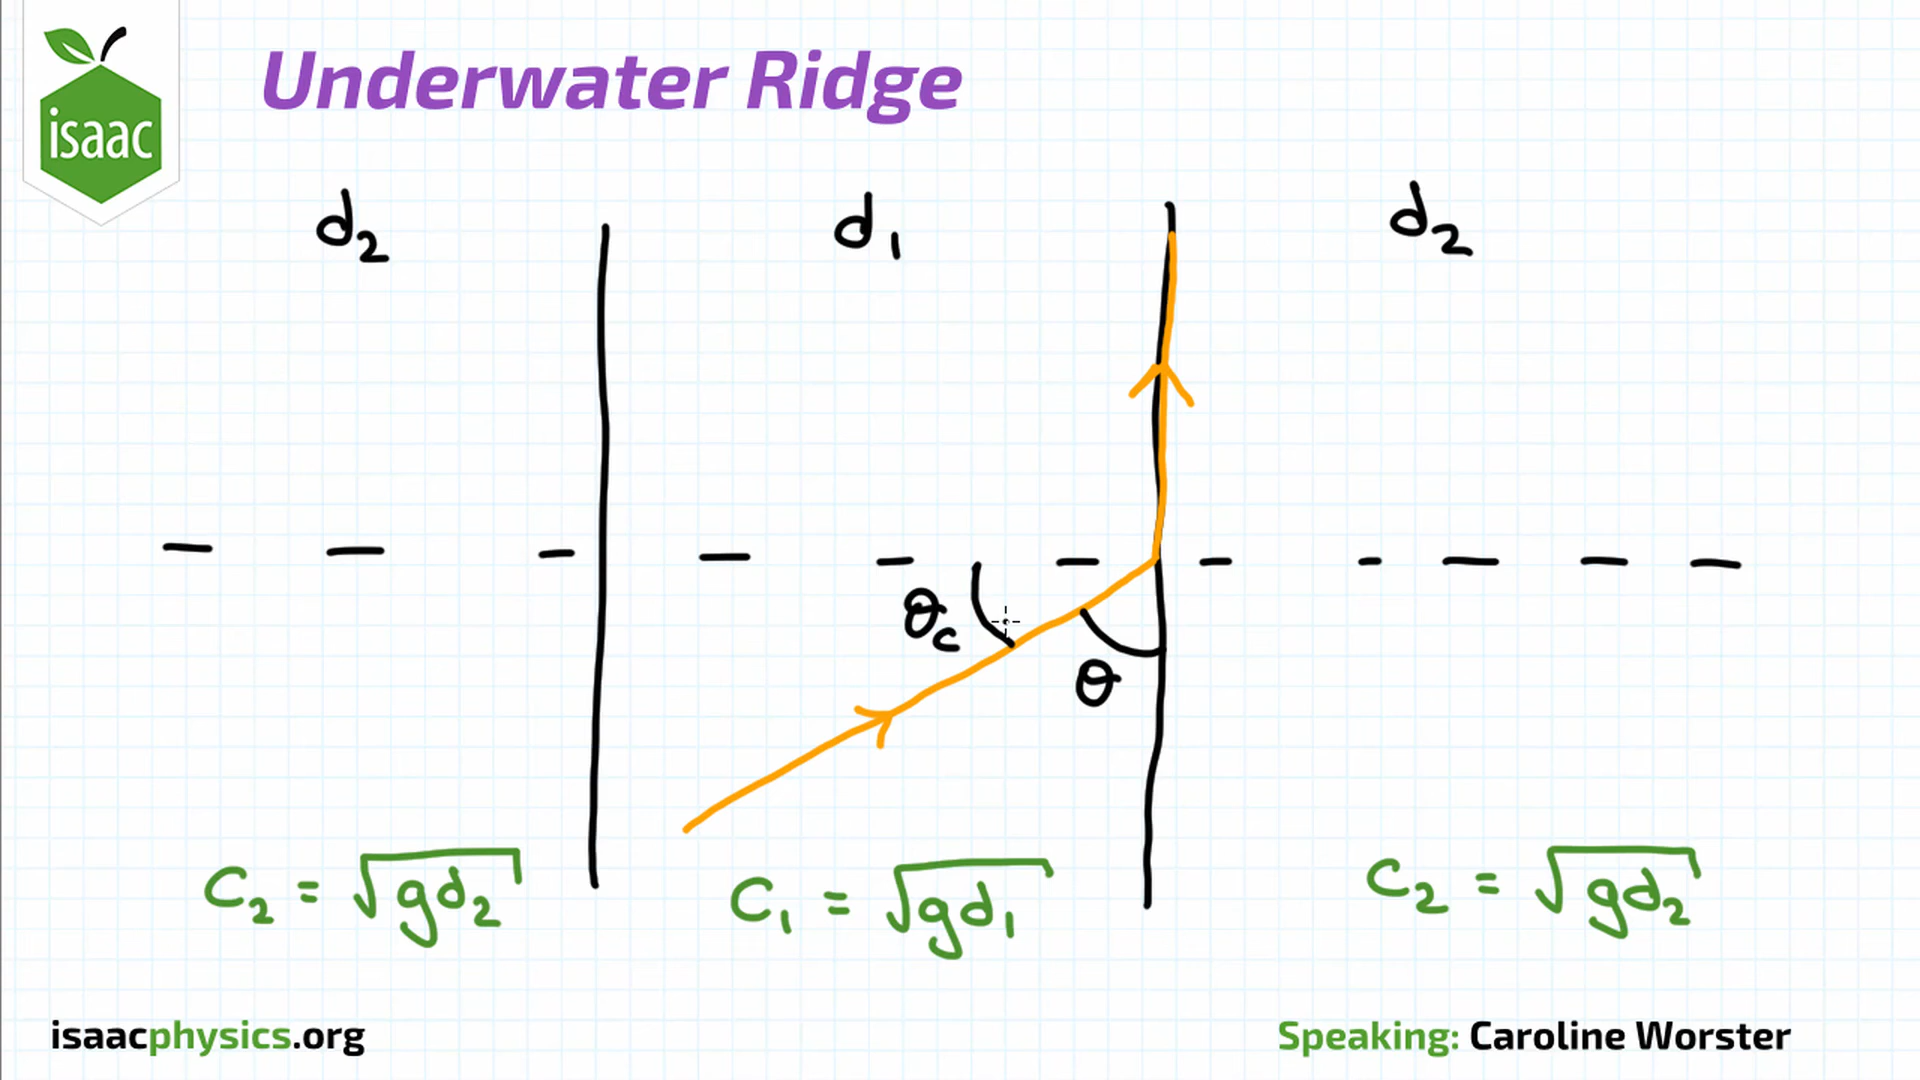 isaac
Underwater Ridge
d₂ d₁ d₂
θc
θ
C₂ = √gd₂ C₁ = √gd₁ C₂ = √gd₂
isaacphysics.org
Speaking: Caroline Worster